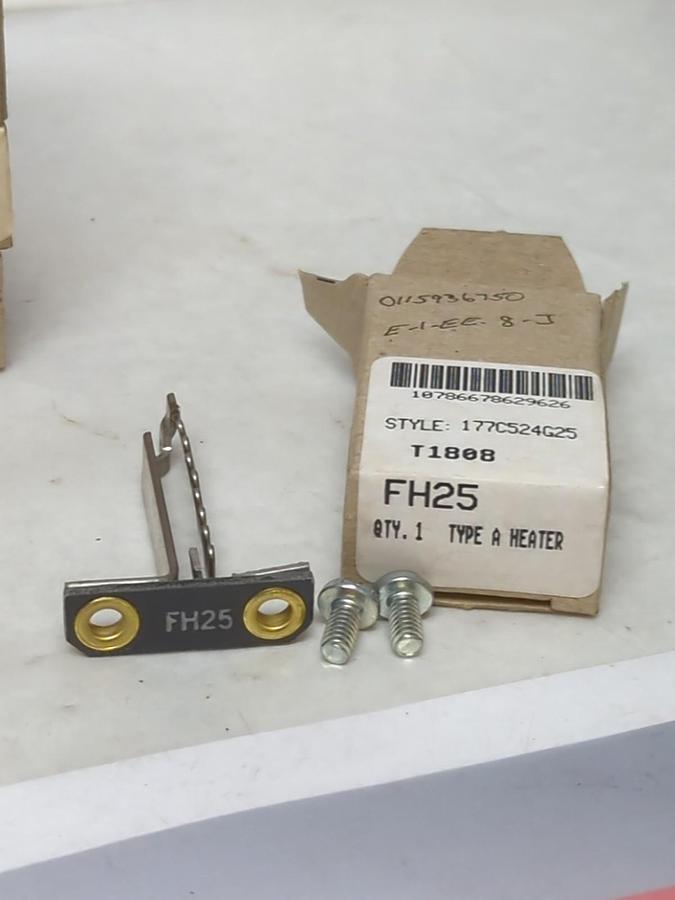 0115936750
E-1-EE-8-J
10786678629626
STYLE: 177C524G25
T1808
FH25
QTY. 1 TYPE A HEATER
FH25